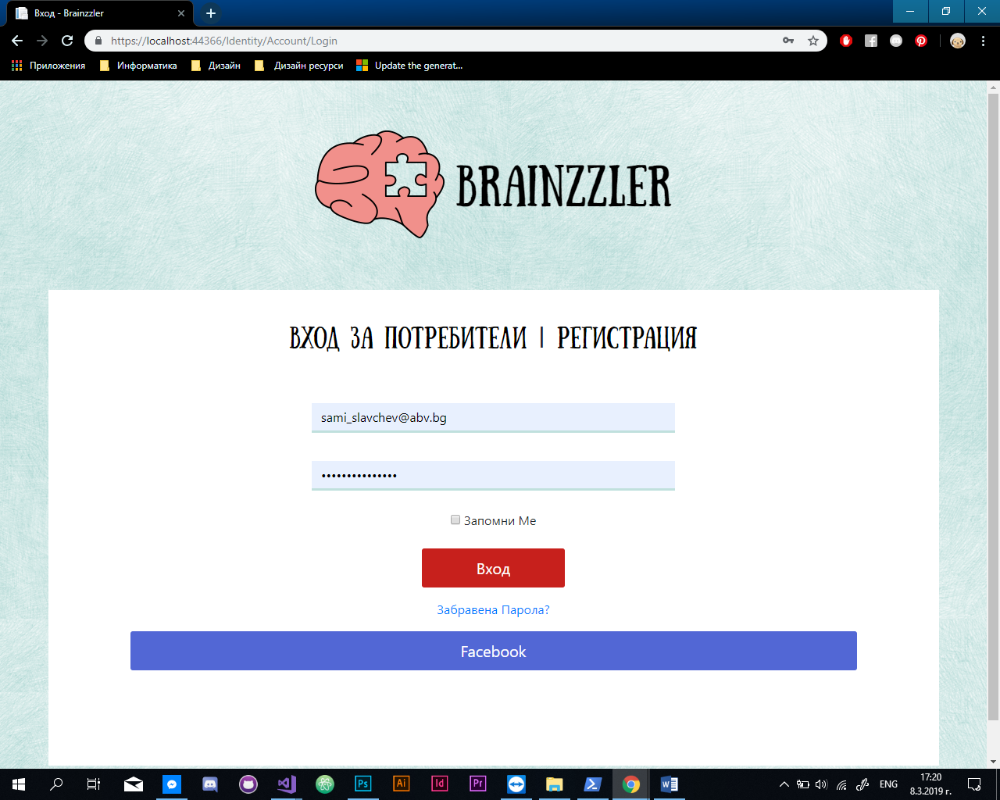 Вход - Brainzzler
https://localhost:44366/Identity/Account/Login
Приложения Информатика Дизайн Дизайн ресурси Update the generat...
BRAINZZLER
ВХОД ЗА ПОТРЕБИТЕЛИ | РЕГИСТРАЦИЯ
sami_slavchev@abv.bg
•••••••••••••••
Запомни Ме
Вход
Забравена Парола?
Facebook
Ps Ai Id Pr
ENG
17:20
8.3.2019 г.